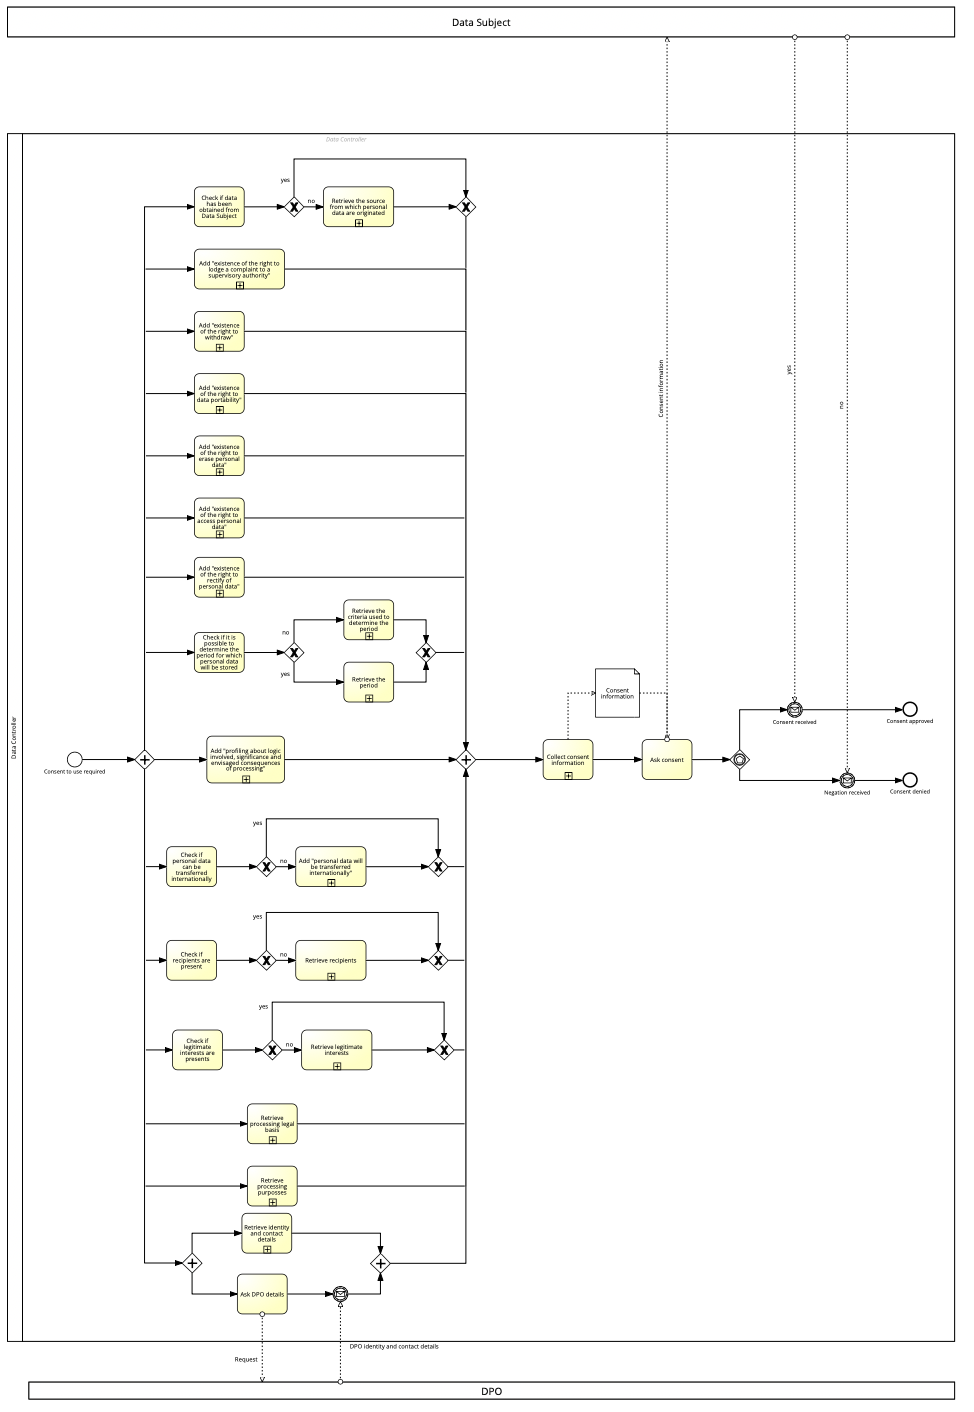 Data Subject
Data Controller
Data Controller
yes
no
Check if data
has been
obtained from
Data Subject
Retrieve the source
from which personal
data are originated
Add "existence of the right to
lodge a complaint to a
supervisory authority"
Add "existence
of the right to
withdraw"
Add "existence
of the right to
data portability"
Add "existence
of the right to
erase personal
data"
Add "existence
of the right to
access personal
data"
Add "existence
of the right to
rectify of
personal data"
Check if it is
possible to
determine the
period for which
personal data
will be stored
no
yes
Retrieve the
criteria used to
determine the
period
Retrieve the
period
Consent to use required
Add "profiling about logic
involved, significance and
envisaged consequences
of processing"
Collect consent
information
Consent
information
Ask consent
Consent information
yes
no
Consent received
Consent approved
Negation received
Consent denied
Check if
personal data
can be
transferred
internationally
yes
no
Add "personal data will
be transferred
internationally"
Check if
recipients are
present
yes
no
Retrieve recipients
Check if
legitimate
interests are
presents
yes
no
Retrieve legitimate
interests
Retrieve
processing legal
basis
Retrieve
processing
purposses
Retrieve identity
and contact
details
Ask DPO details
Request
DPO identity and contact details
DPO